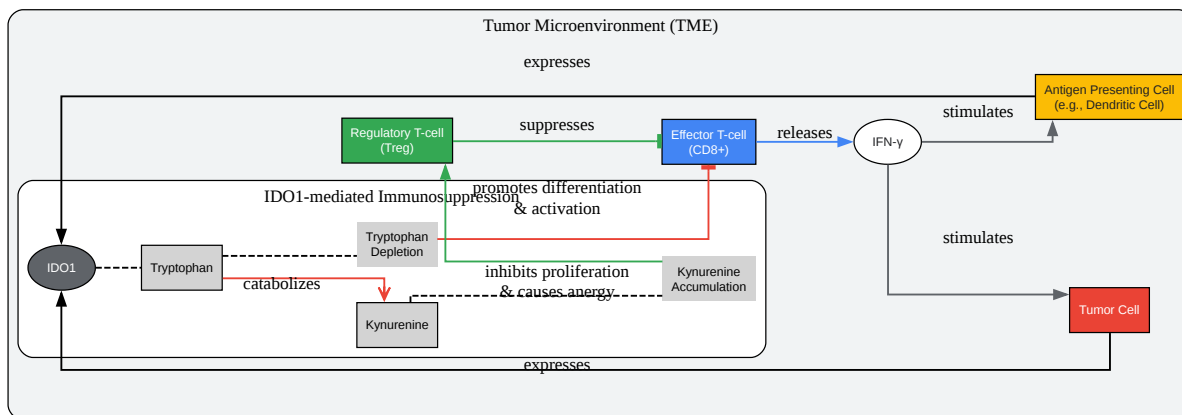 Tumor Microenvironment (TME)
expresses
Antigen Presenting Cell
(e.g., Dendritic Cell)
stimulates
Regulatory T-cell
(Treg)
suppresses
Effector T-cell
(CD8+)
releases
IFN-γ
IDO1-mediated Immunosuppression
promotes differentiation
& activation
Tryptophan
Depletion
stimulates
IDO1
Tryptophan
catabolizes
inhibits proliferation
& causes anergy
Kynurenine
Accumulation
Kynurenine
Tumor Cell
expresses